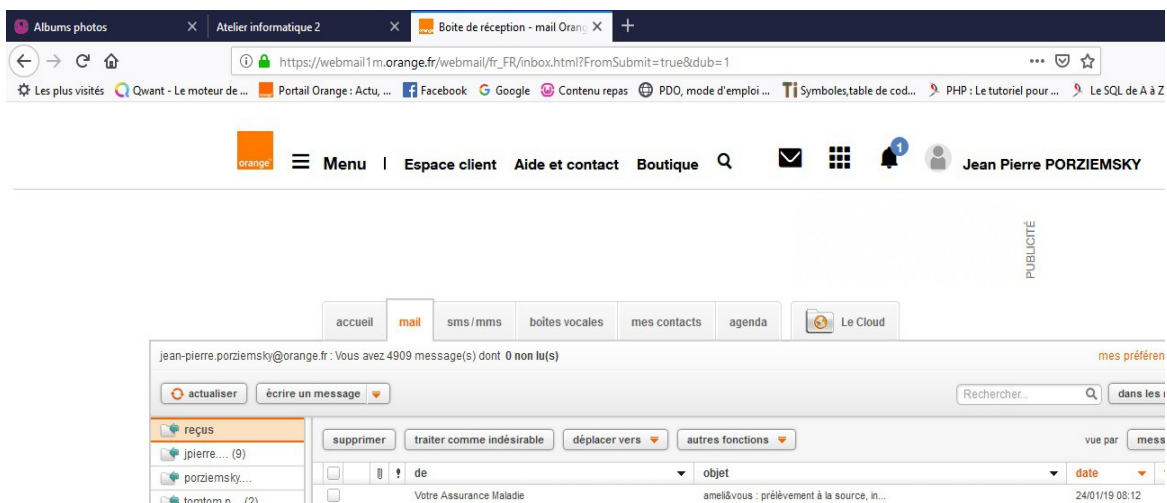 Albums photos
Atelier informatique 2
Boite de réception - mail Orang
https://webmail1m.orange.fr/webmail/fr_FR/inbox.html?FromSubmit=true&dub=1
Les plus visités Qwant - Le moteur de ... Portail Orange : Actu, ... Facebook Google Contenu repas PDO, mode d'emploi ... Symboles,table de cod... PHP : Le tutoriel pour ... Le SQL de A à Z
orange Menu | Espace client Aide et contact Boutique 1 Jean Pierre PORZIEMSKY
PUBLICITÉ
accueil mail sms/mms boîtes vocales mes contacts agenda Le Cloud
jean-pierre.porziemsky@orange.fr : Vous avez 4909 message(s) dont 0 non lu(s) mes préféren
actualiser écrire un message Rechercher... dans les
reçus
supprimer traiter comme indésirable déplacer vers autres fonctions vue par mess
jpierre.... (9)
de objet date
porziemsky....
Votre Assurance Maladie ameli&vous : prélèvement à la source, in... 24/01/19 08:12
tomtom.p... (2)